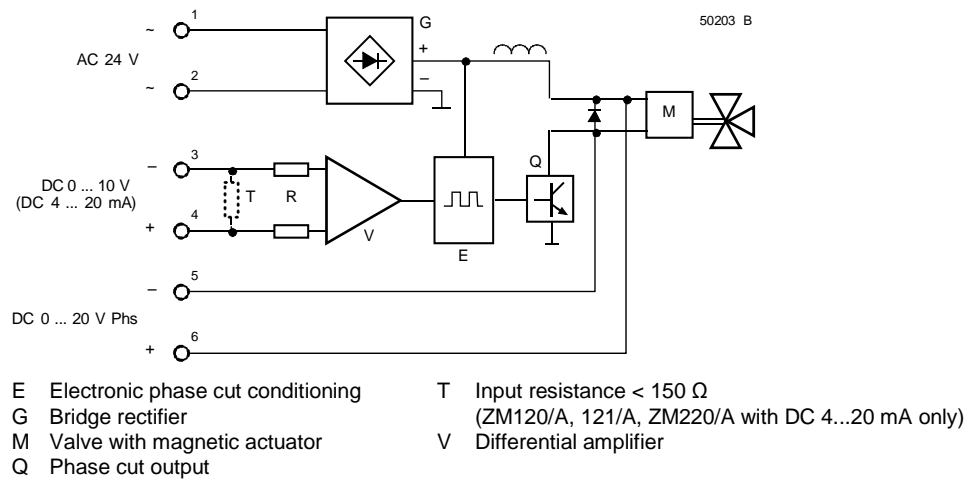 1
G
50203 B
~
+
AC 24 V
2
–
~
M
3
Q
–
DC 0 ... 10 V
T
R
(DC 4 ... 20 mA)
4
+
V
E
5
–
DC 0 ... 20 V Phs
6
+
E Electronic phase cut conditioning
G Bridge rectifier
M Valve with magnetic actuator
Q Phase cut output
T Input resistance < 150 Ω
(ZM120/A, 121/A, ZM220/A with DC 4...20 mA only)
V Differential amplifier